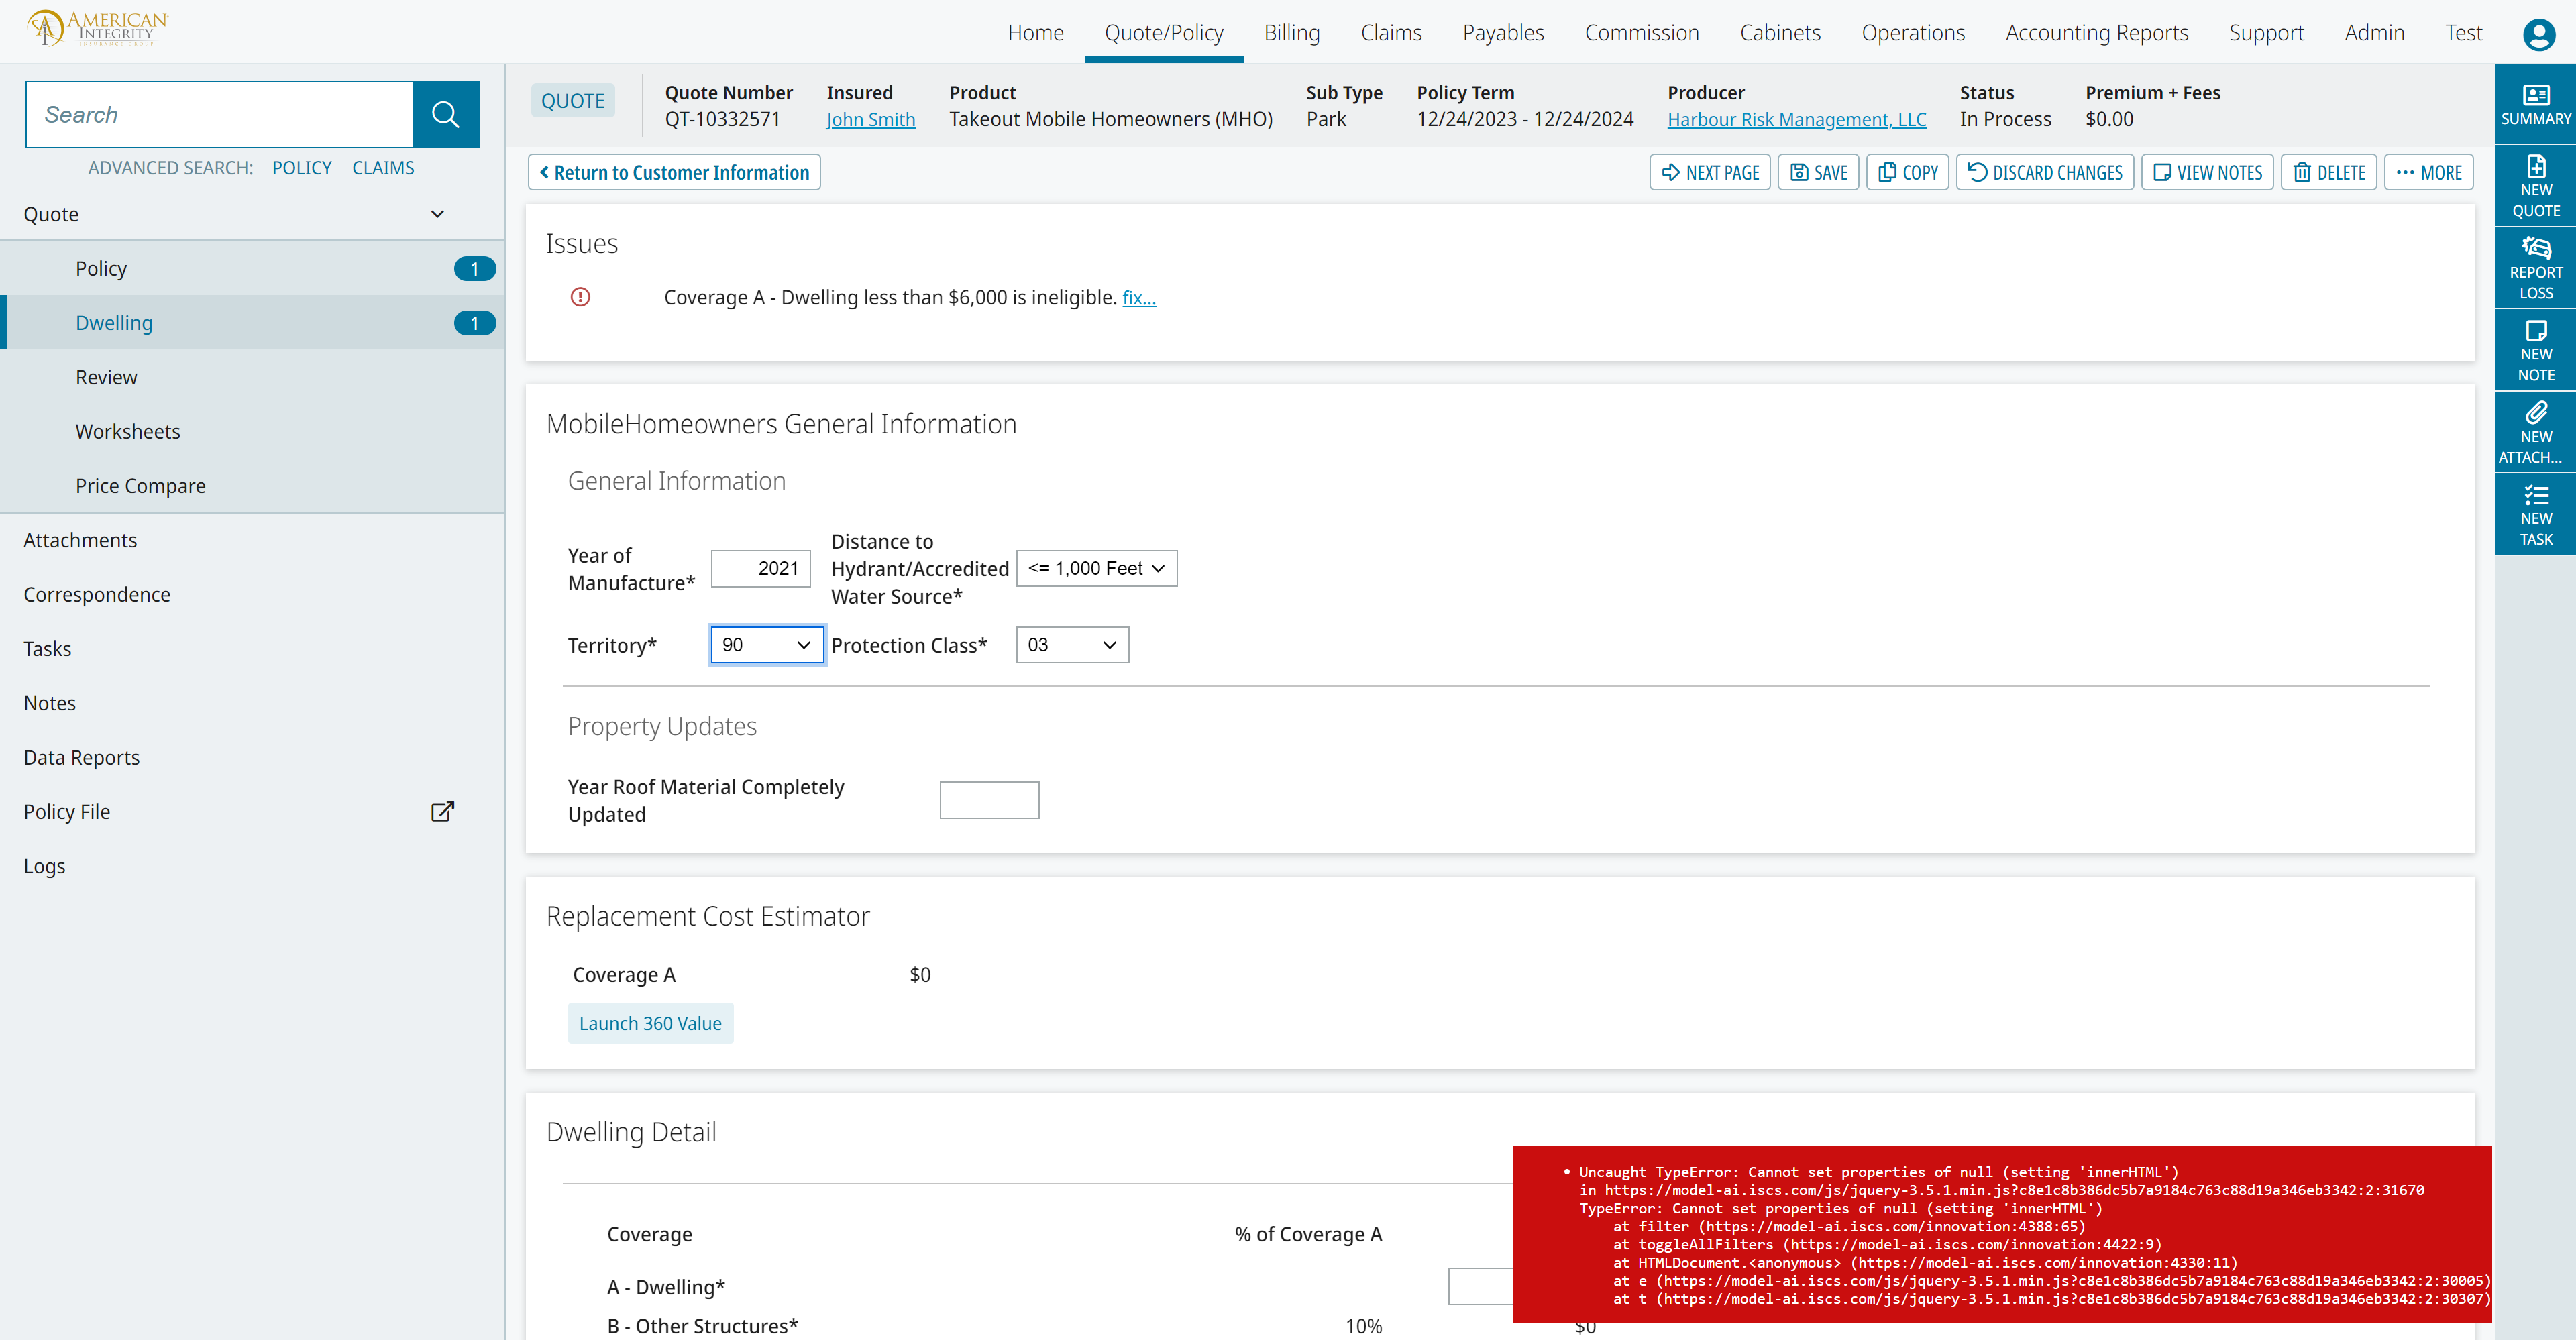 AMERICAN
INTEGRITY
INSURANCE GROUP
Home Quote/Policy Billing Claims Payables Commission Cabinets Operations Accounting Reports Support Admin Test
Search
ADVANCED SEARCH: POLICY CLAIMS
Quote
Policy 1
Dwelling 1
Review
Worksheets
Price Compare
Attachments
Correspondence
Tasks
Notes
Data Reports
Policy File
Logs
QUOTE
Quote Number Insured Product Sub Type Policy Term Producer Status Premium + Fees
QT-10332571 John Smith Takeout Mobile Homeowners (MHO) Park 12/24/2023 - 12/24/2024 Harbour Risk Management, LLC In Process $0.00
Return to Customer Information NEXT PAGE SAVE COPY DISCARD CHANGES VIEW NOTES DELETE MORE
Issues
Coverage A - Dwelling less than $6,000 is ineligible. fix...
MobileHomeowners General Information
General Information
Year of
Manufacture* 2021
Distance to
Hydrant/Accredited
Water Source* <= 1,000 Feet
Territory* 90 Protection Class* 03
Property Updates
Year Roof Material Completely
Updated
Replacement Cost Estimator
Coverage A $0
Launch 360 Value
Dwelling Detail
Coverage % of Coverage A
A - Dwelling*
B - Other Structures* 10% $0
• Uncaught TypeError: Cannot set properties of null (setting 'innerHTML')
in https://model-ai.iscs.com/js/jquery-3.5.1.min.js?c8e1c8b386dc5b7a9184c763c88d19a346eb3342:2:31670
TypeError: Cannot set properties of null (setting 'innerHTML')
at filter (https://model-ai.iscs.com/innovation:4388:65)
at toggleAllFilters (https://model-ai.iscs.com/innovation:4422:9)
at HTMLDocument.<anonymous> (https://model-ai.iscs.com/innovation:4330:11)
at e (https://model-ai.iscs.com/js/jquery-3.5.1.min.js?c8e1c8b386dc5b7a9184c763c88d19a346eb3342:2:30005)
at t (https://model-ai.iscs.com/js/jquery-3.5.1.min.js?c8e1c8b386dc5b7a9184c763c88d19a346eb3342:2:30307)
SUMMARY
NEW
QUOTE
REPORT
LOSS
NEW
NOTE
NEW
ATTACH...
NEW
TASK